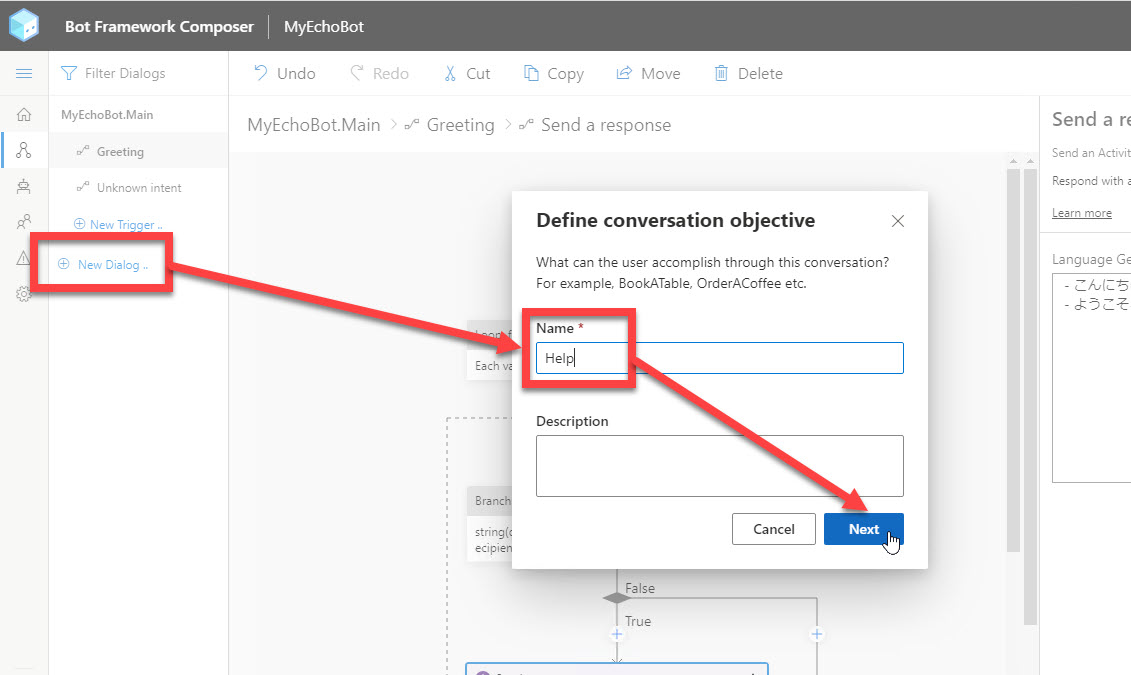 Bot Framework Composer
MyEchoBot
Filter Dialogs
Undo
Redo
Cut
Copy
Move
Delete
MyEchoBot.Main
Greeting
Unknown intent
New Trigger ..
New Dialog ..
MyEchoBot.Main > Greeting > Send a response
Define conversation objective
What can the user accomplish through this conversation?
For example, BookATable, OrderACoffee etc.
Name *
Help
Description
Cancel
Next
Each va
Branch
string(c
ecipien
False
True
Send a re
Send an Activit
Respond with a
Learn more
Language Ge
- こんにち
- ようこそ